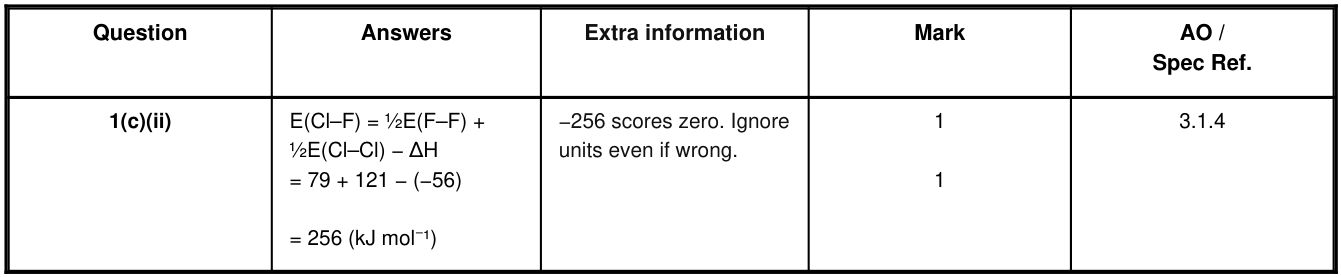 Question Answers Extra information Mark AO /
Spec Ref.
1(c)(ii) E(Cl–F) = ½E(F–F) + −256 scores zero. Ignore 1 3.1.4
½E(Cl–Cl) − ΔH units even if wrong.
= 79 + 121 − (−56) 1
= 256 (kJ mol⁻¹)